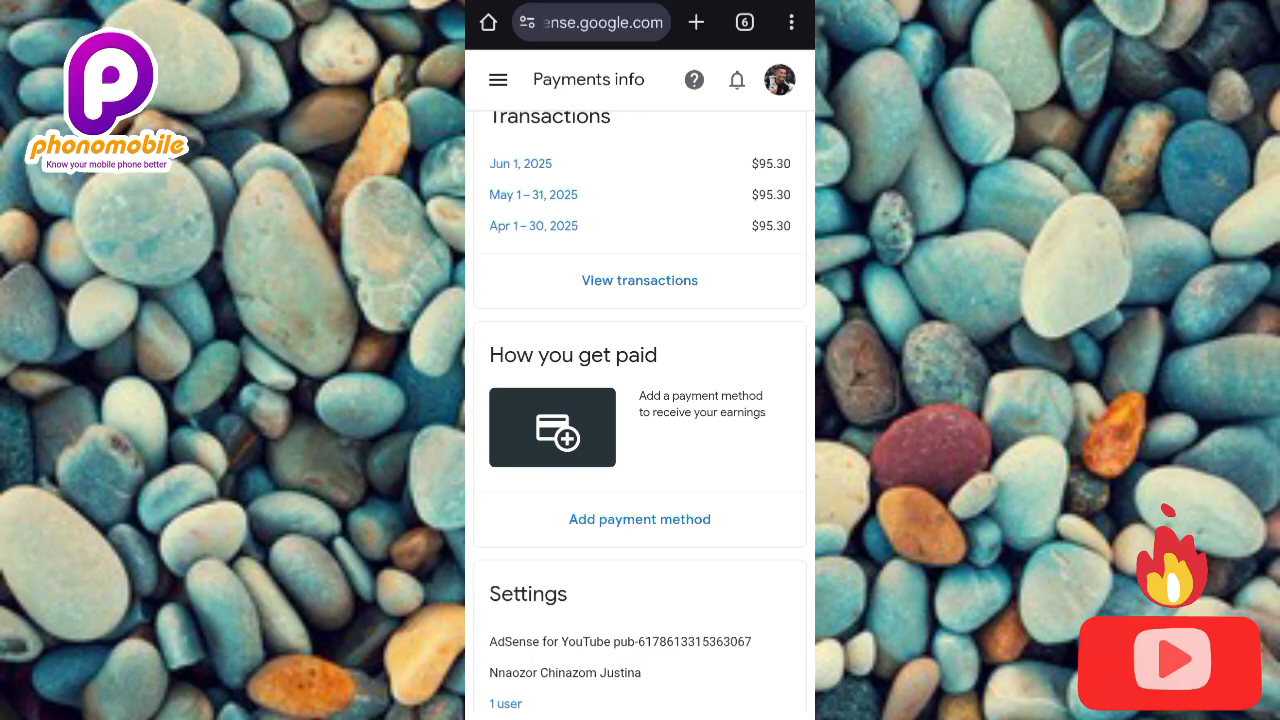 phonomobile
Know your mobile phone better
ense.google.com
6
Payments info
Transactions
Jun 1, 2025 $95.30
May 1 – 31, 2025 $95.30
Apr 1 – 30, 2025 $95.30
View transactions
How you get paid
Add a payment method
to receive your earnings
Add payment method
Settings
AdSense for YouTube pub-6178613315363067
Nnaozor Chinazom Justina
1 user